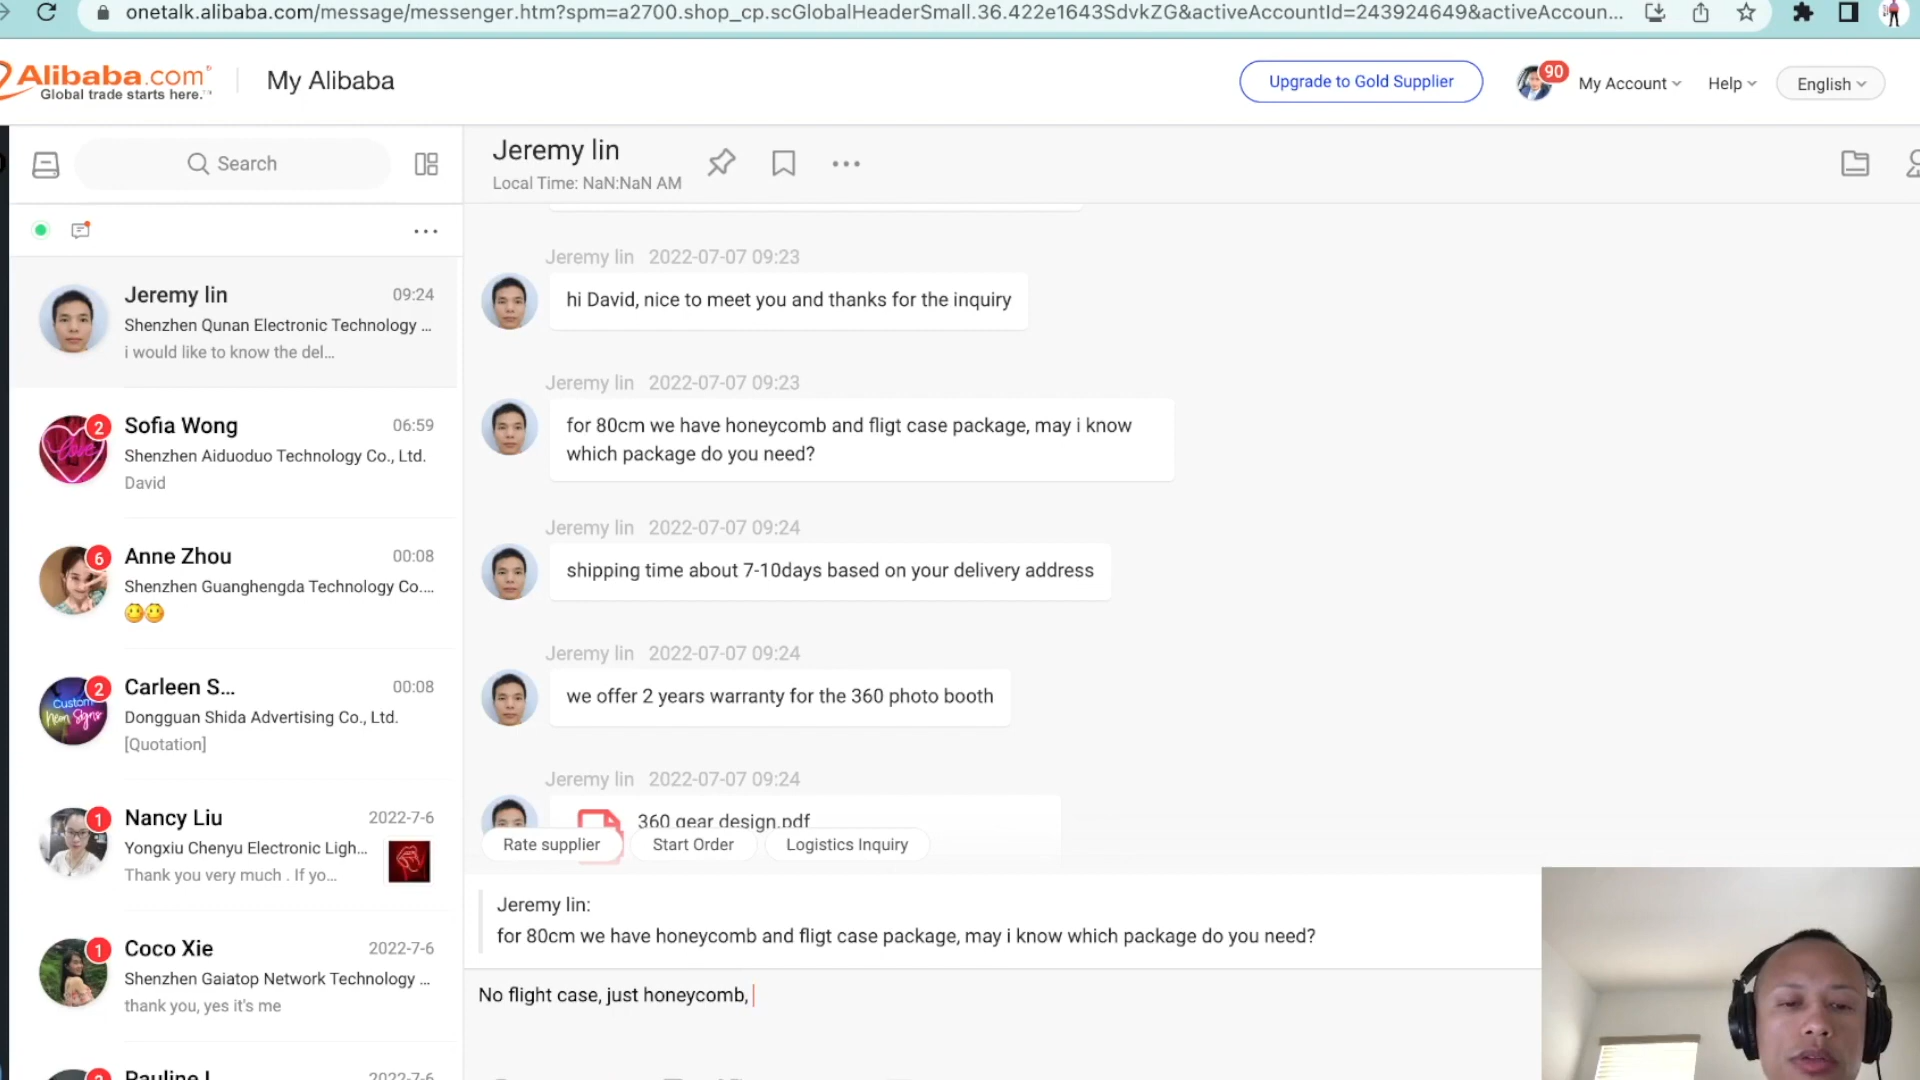 onetalk.alibaba.com/message/messenger.htm?spm=a2700.shop_cp.scGlobalHeaderSmall.36.422e1643SdvkZG&activeAccountId=243924649&activeAccoun...
Alibaba.com
Global trade starts here.™
My Alibaba
Upgrade to Gold Supplier
90
My Account
Help
English
Search
Jeremy lin
Local Time: NaN:NaN AM
Jeremy lin 09:24
Shenzhen Qunan Electronic Technology ...
i would like to know the del...
2
Sofia Wong 06:59
Shenzhen Aiduoduo Technology Co., Ltd.
David
love
6
Anne Zhou 00:08
Shenzhen Guanghengda Technology Co....
2
Carleen S... 00:08
Dongguan Shida Advertising Co., Ltd.
[Quotation]
Custom
Neon Signs
1
Nancy Liu 2022-7-6
Yongxiu Chenyu Electronic Ligh...
Thank you very much . If yo...
1
Coco Xie 2022-7-6
Shenzhen Gaiatop Network Technology ...
thank you, yes it's me
Jeremy lin 2022-07-07 09:23
hi David, nice to meet you and thanks for the inquiry
Jeremy lin 2022-07-07 09:23
for 80cm we have honeycomb and fligt case package, may i know
which package do you need?
Jeremy lin 2022-07-07 09:24
shipping time about 7-10days based on your delivery address
Jeremy lin 2022-07-07 09:24
we offer 2 years warranty for the 360 photo booth
Jeremy lin 2022-07-07 09:24
360 gear design.pdf
Rate supplier
Start Order
Logistics Inquiry
Jeremy lin:
for 80cm we have honeycomb and fligt case package, may i know which package do you need?
No flight case, just honeycomb,